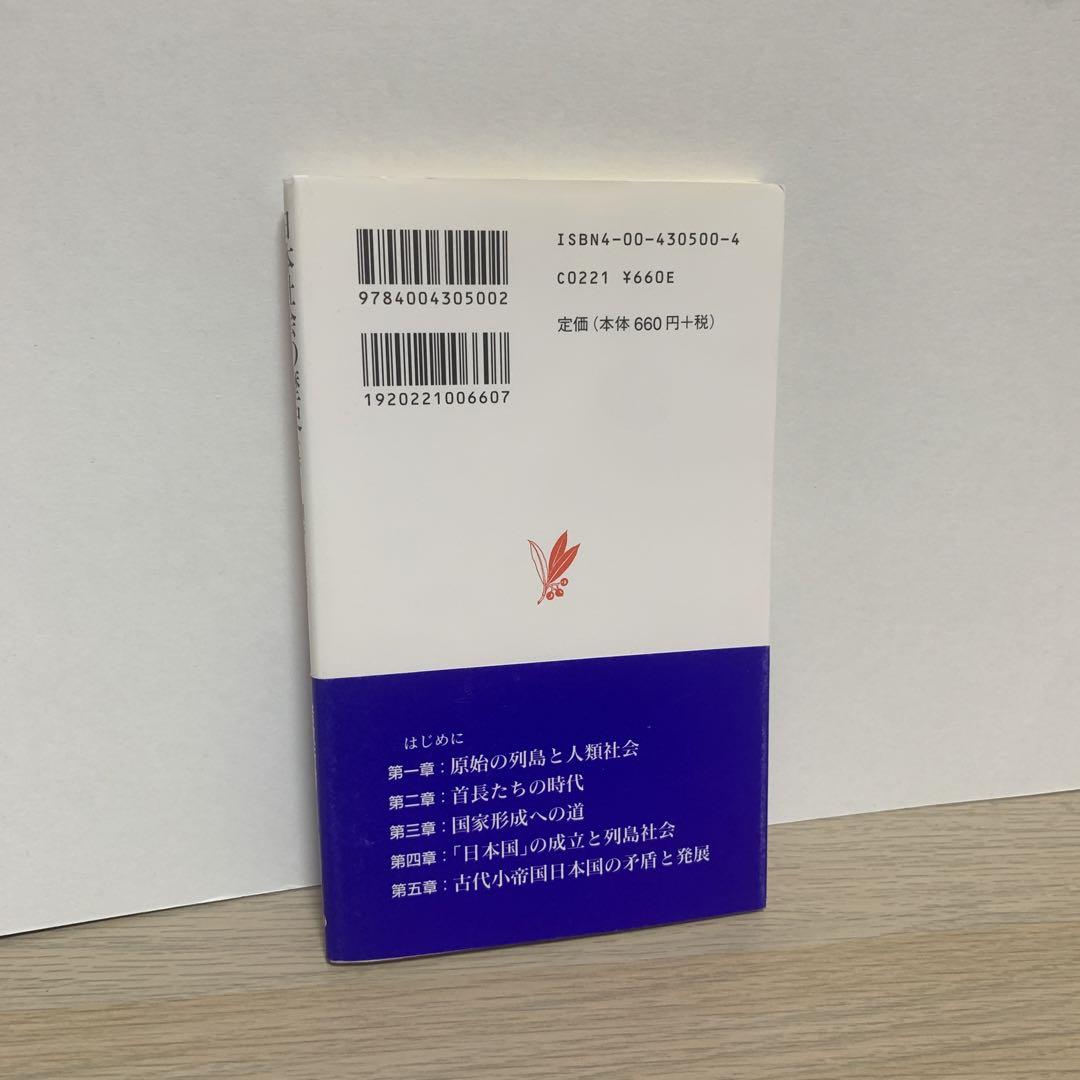 ISBN4-00-430500-4
C0221 ¥660E
定価(本体 660円+税)
9784004305002
1920221006607
はじめに
第一章：原始の列島と人類社会
第二章：首長たちの時代
第三章：国家形成への道
第四章：「日本国」の成立と列島社会
第五章：古代小帝国日本国の矛盾と発展